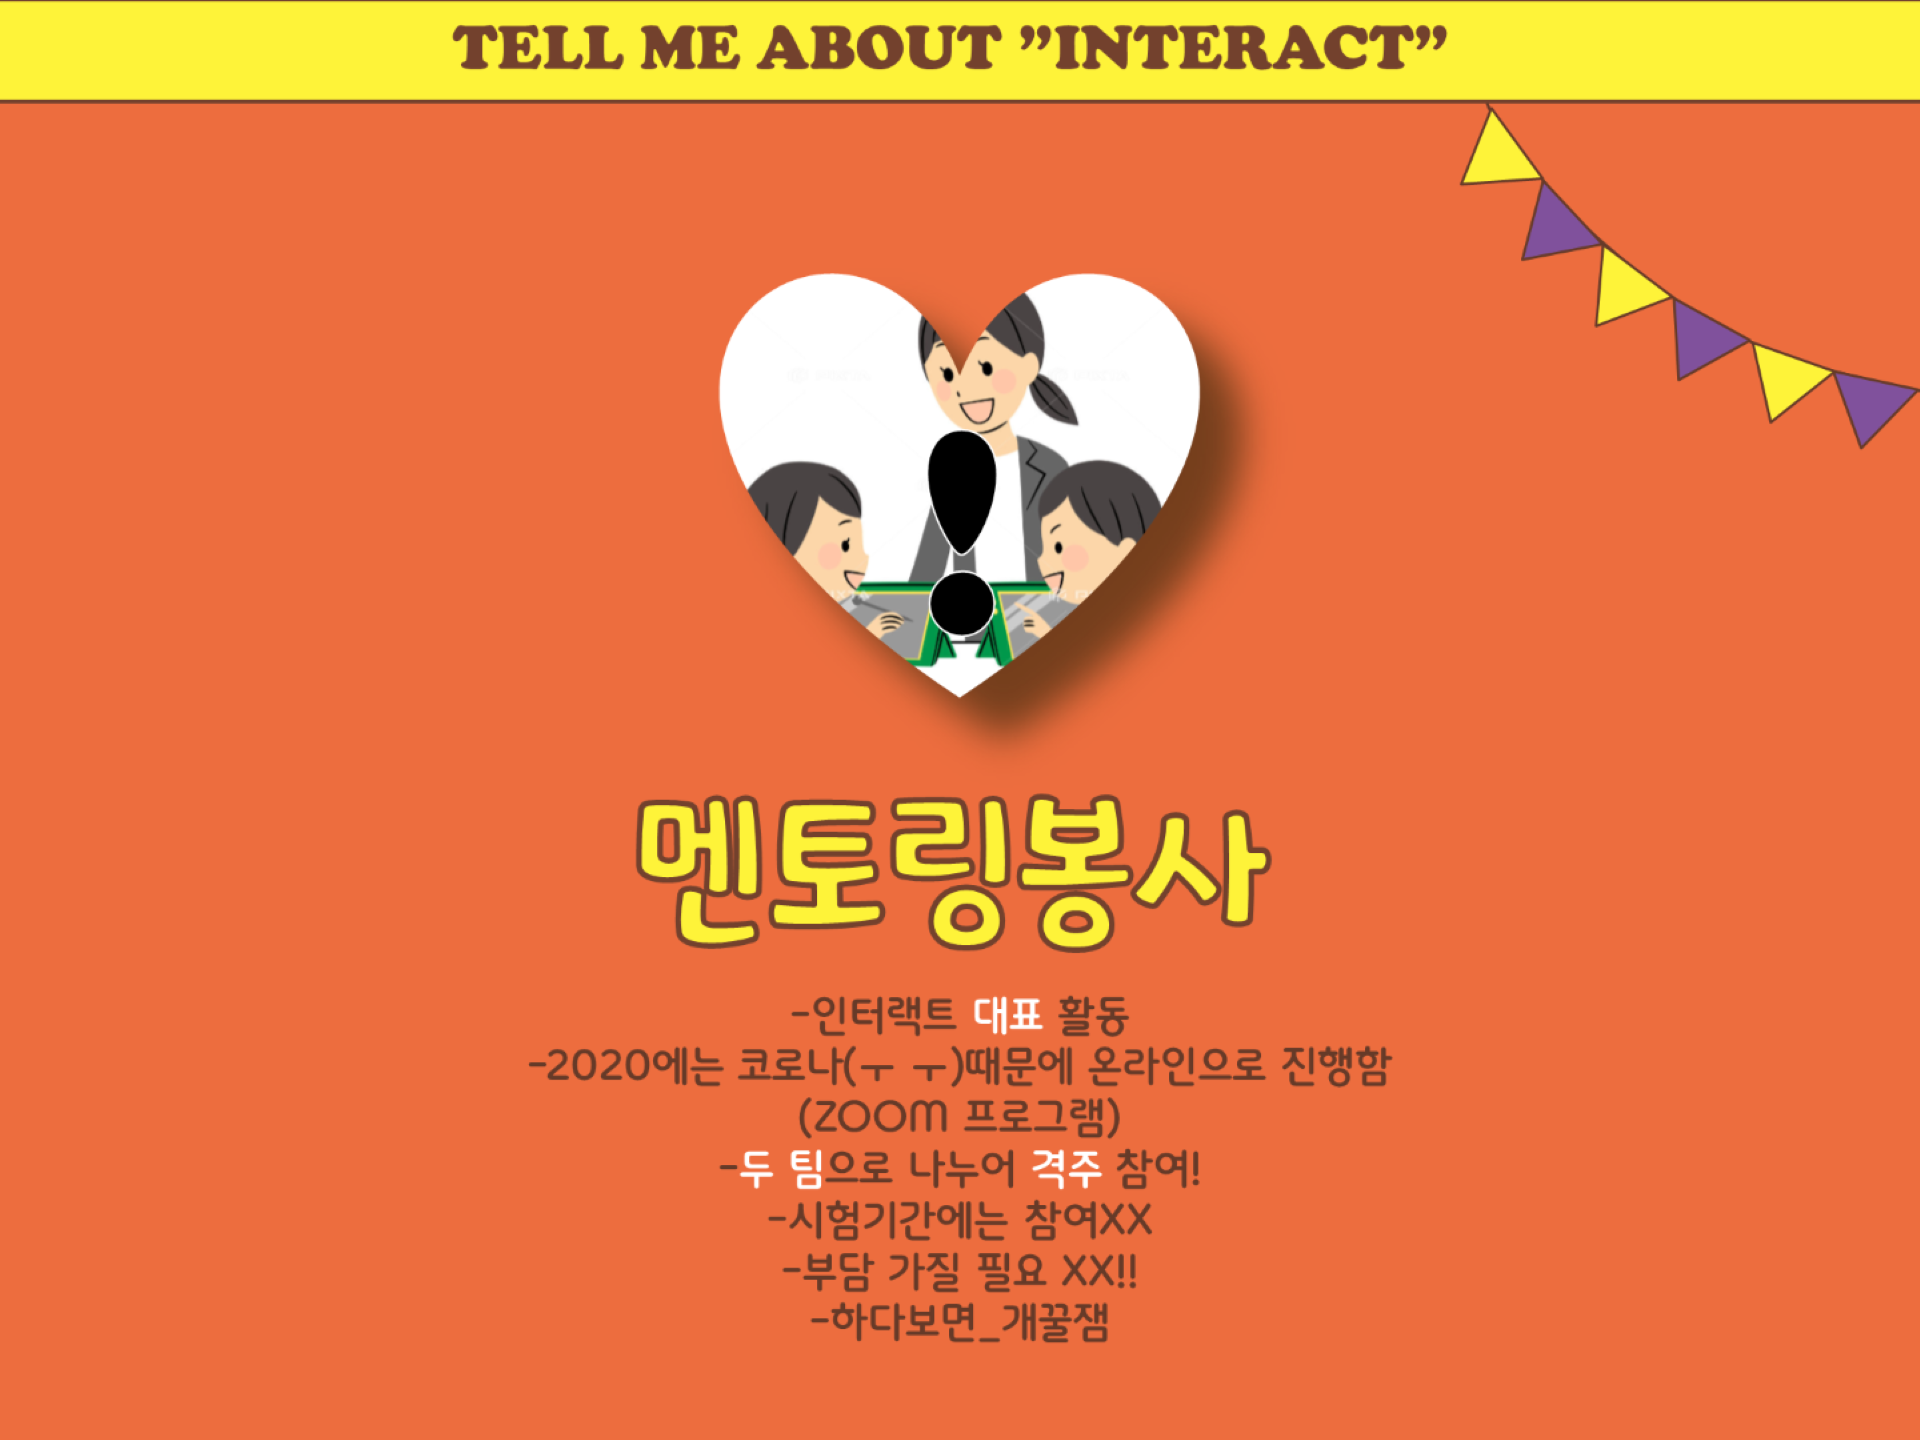 TELL ME ABOUT ”INTERACT”
멘토링봉사
-인터랙트 대표 활동
-2020에는 코로나(ㅜ ㅜ)때문에 온라인으로 진행함
(ZOOM 프로그램)
-두 팀으로 나누어 격주 참여!
-시험기간에는 참여XX
-부담 가질 필요 XX!!
-하다보면_개꿀잼